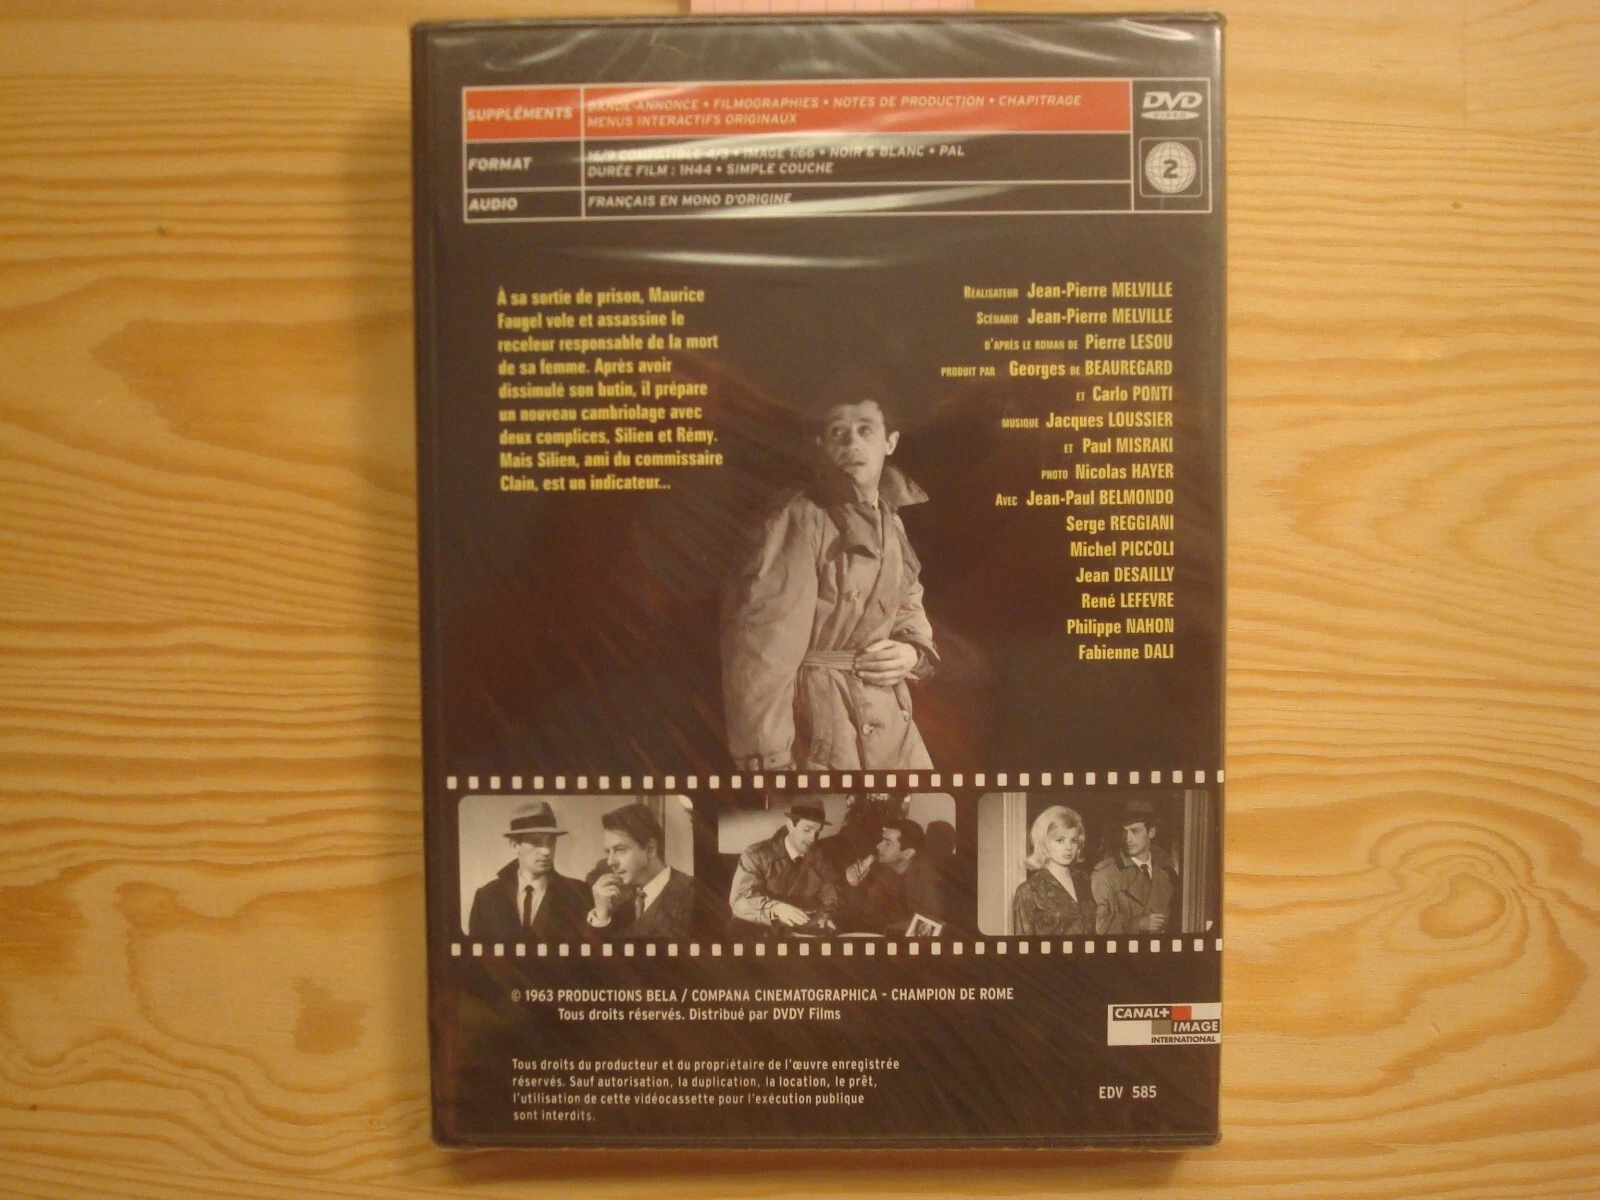 SUPPLÉMENTS
BANDE-ANNONCE • FILMOGRAPHIES • NOTES DE PRODUCTION • CHAPITRAGE
MENUS INTERACTIFS ORIGINAUX
FORMAT
16/9 COMPATIBLE 4/3 • IMAGE 1.66 • NOIR & BLANC • PAL
DURÉE FILM : 1H44 • SIMPLE COUCHE
AUDIO
FRANÇAIS EN MONO D'ORIGINE
DVD
VIDEO
2
À sa sortie de prison, Maurice
Faugel vole et assassine le
receleur responsable de la mort
de sa femme. Après avoir
dissimulé son butin, il prépare
un nouveau cambriolage avec
deux complices, Silien et Rémy.
Mais Silien, ami du commissaire
Clain, est un indicateur...
RÉALISATEUR Jean-Pierre MELVILLE
SCÉNARIO Jean-Pierre MELVILLE
D'APRÈS LE ROMAN DE Pierre LESOU
PRODUIT PAR Georges DE BEAUREGARD
ET Carlo PONTI
MUSIQUE Jacques LOUSSIER
ET Paul MISRAKI
PHOTO Nicolas HAYER
AVEC Jean-Paul BELMONDO
Serge REGGIANI
Michel PICCOLI
Jean DESAILLY
René LEFEVRE
Philippe NAHON
Fabienne DALI
© 1963 PRODUCTIONS BELA / COMPANA CINEMATOGRAPHICA - CHAMPION DE ROME
Tous droits réservés. Distribué par DVDY Films
CANAL+
IMAGE
INTERNATIONAL
Tous droits du producteur et du propriétaire de l'œuvre enregistrée
réservés. Sauf autorisation, la duplication, la location, le prêt,
l'utilisation de cette vidéocassette pour l'exécution publique
sont interdits.
EDV 585